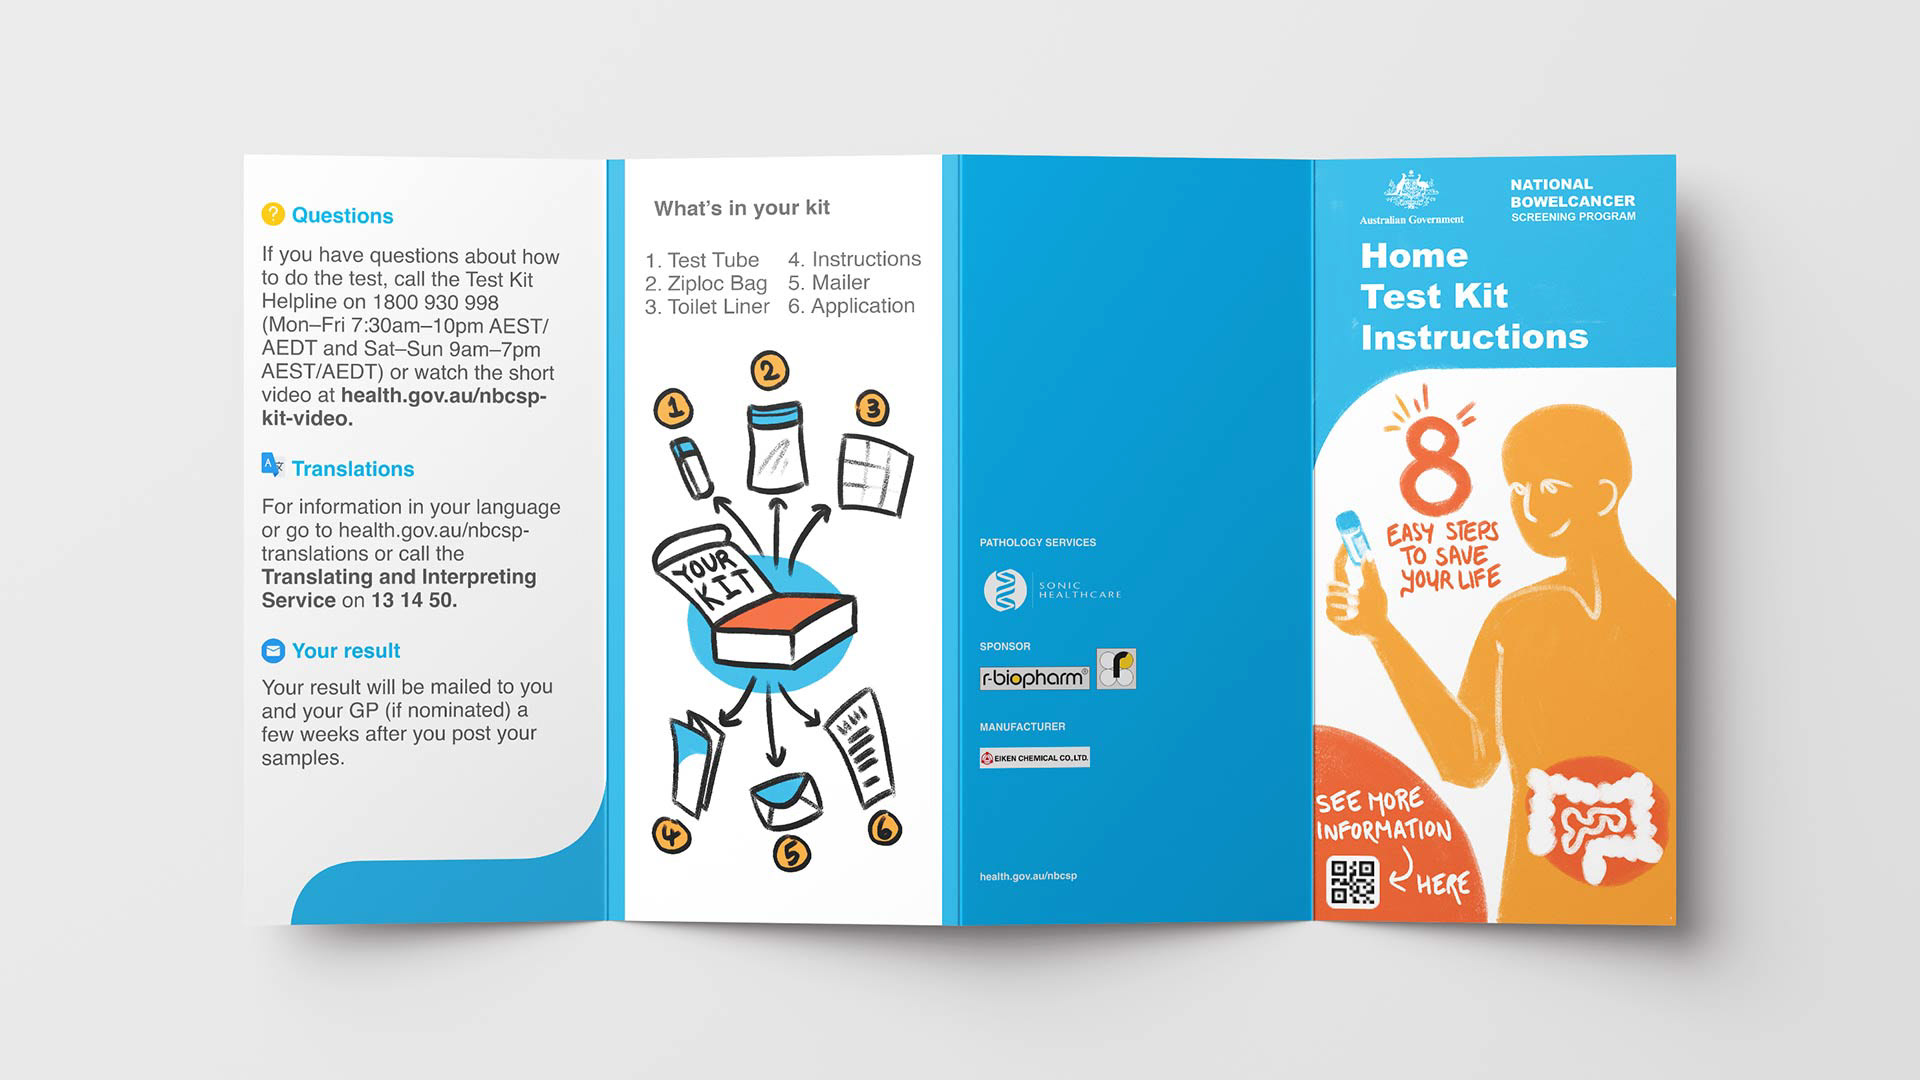 Questions
If you have questions about how
to do the test, call the Test Kit
Helpline on 1800 930 998
(Mon–Fri 7:30am–10pm AEST/
AEDT and Sat–Sun 9am–7pm
AEST/AEDT) or watch the short
video at health.gov.au/nbcsp-
kit-video.
Translations
For information in your language
or go to health.gov.au/nbcsp-
translations or call the
Translating and Interpreting
Service on 13 14 50.
Your result
Your result will be mailed to you
and your GP (if nominated) a
few weeks after you post your
samples.
What's in your kit
1. Test Tube
2. Ziploc Bag
3. Toilet Liner
4. Instructions
5. Mailer
6. Application
1
2
3
YOUR
KIT
4
5
6
PATHOLOGY SERVICES
SONIC
HEALTHCARE
SPONSOR
r-biopharm®
r
MANUFACTURER
EIKEN CHEMICAL CO.,LTD.
health.gov.au/nbcsp
Australian Government
NATIONAL
BOWELCANCER
SCREENING PROGRAM
Home
Test Kit
Instructions
8
EASY STEPS
TO SAVE
YOUR LIFE
SEE MORE
INFORMATION
HERE